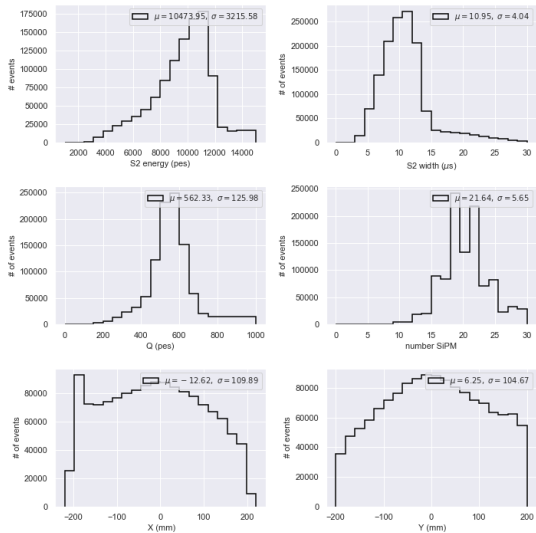 175000
150000
125000
100000
75000
50000
25000
0
# of events
μ = 10473.95, σ = 3215.58
2000 4000 6000 8000 10000 12000 14000
S2 energy (pes)
250000
200000
150000
100000
50000
0
# of events
μ = 10.95, σ = 4.04
0 5 10 15 20 25 30
S2 width (μs)
250000
200000
150000
100000
50000
0
# of events
μ = 562.33, σ = 125.98
0 200 400 600 800 1000
Q (pes)
250000
200000
150000
100000
50000
0
# of events
μ = 21.64, σ = 5.65
0 5 10 15 20 25 30
number SiPM
80000
60000
40000
20000
0
# of events
μ = −12.62, σ = 109.89
−200 −100 0 100 200
X (mm)
80000
60000
40000
20000
0
# of events
μ = 6.25, σ = 104.67
−200 −100 0 100 200
Y (mm)